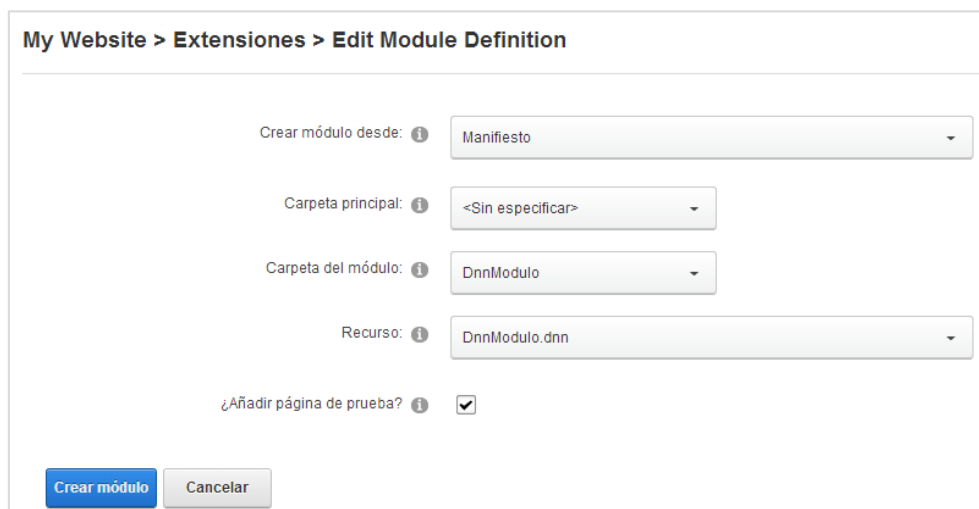 My Website > Extensiones > Edit Module Definition
Crear módulo desde: Manifiesto
Carpeta principal: <Sin especificar>
Carpeta del módulo: DnnModulo
Recurso: DnnModulo.dnn
¿Añadir página de prueba?
Crear módulo Cancelar